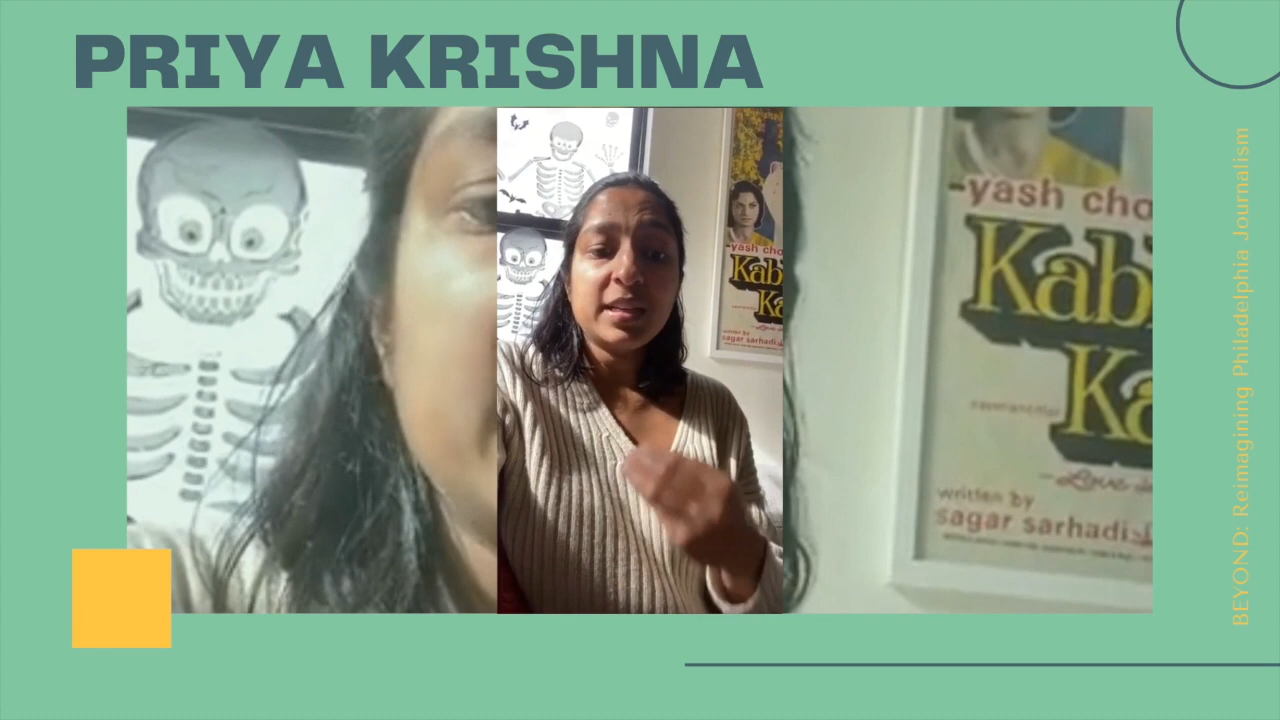 PRIYA KRISHNA
yash cho
Kab
Ka
written by
sagar sarhadi
yash cho
Kab
Ka
written by
sagar sarhadi
BEYOND: Reimagining Philadelphia Journalism